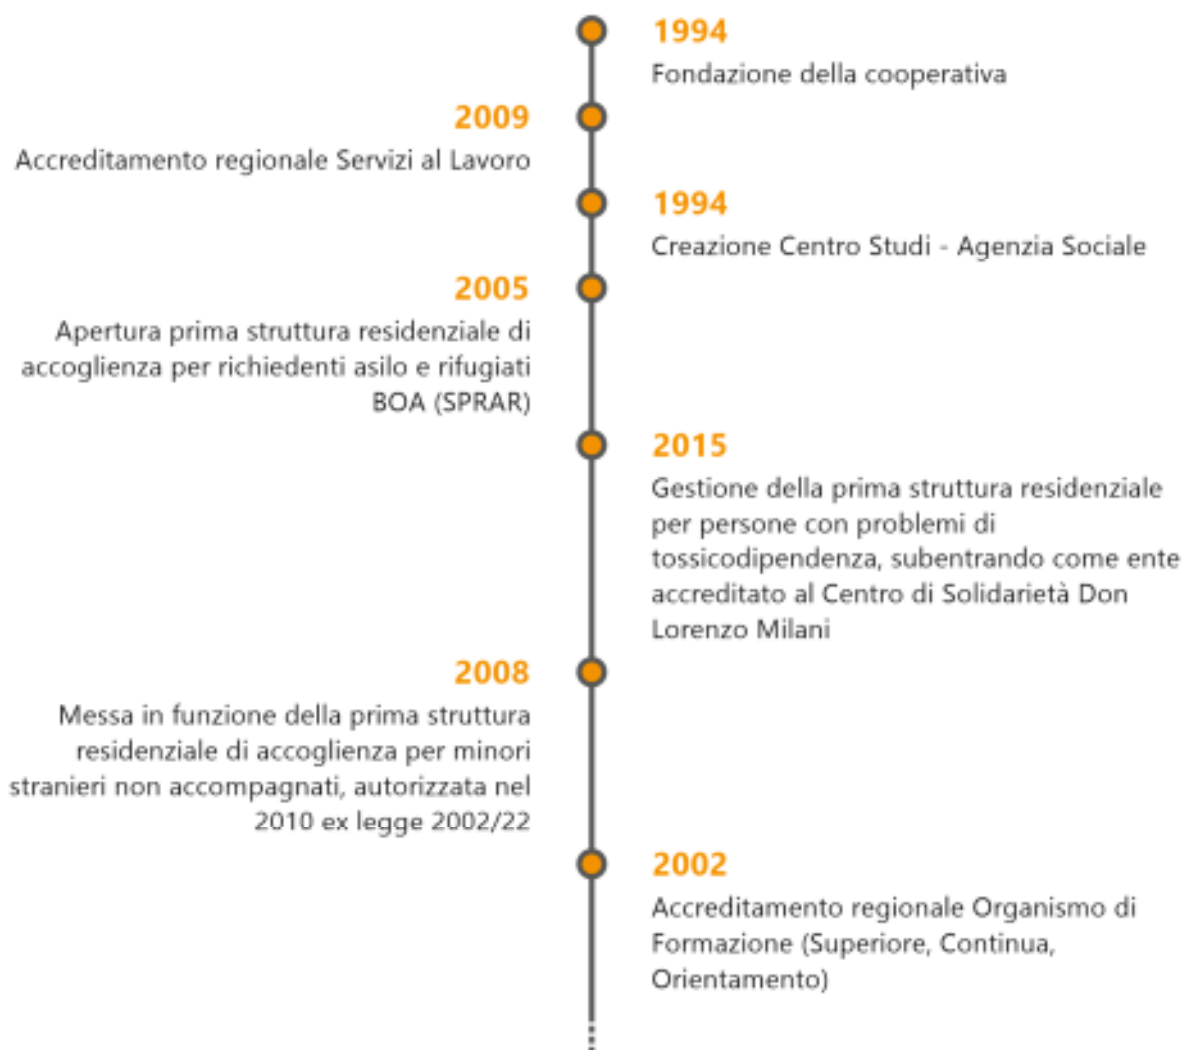 1994
Fondazione della cooperativa
2009
Accreditamento regionale Servizi al Lavoro
1994
Creazione Centro Studi - Agenzia Sociale
2005
Apertura prima struttura residenziale di
accoglienza per richiedenti asilo e rifugiati
BOA (SPRAR)
2015
Gestione della prima struttura residenziale
per persone con problemi di
tossicodipendenza, subentrando come ente
accreditato al Centro di Solidarietà Don
Lorenzo Milani
2008
Messa in funzione della prima struttura
residenziale di accoglienza per minori
stranieri non accompagnati, autorizzata nel
2010 ex legge 2002/22
2002
Accreditamento regionale Organismo di
Formazione (Superiore, Continua,
Orientamento)